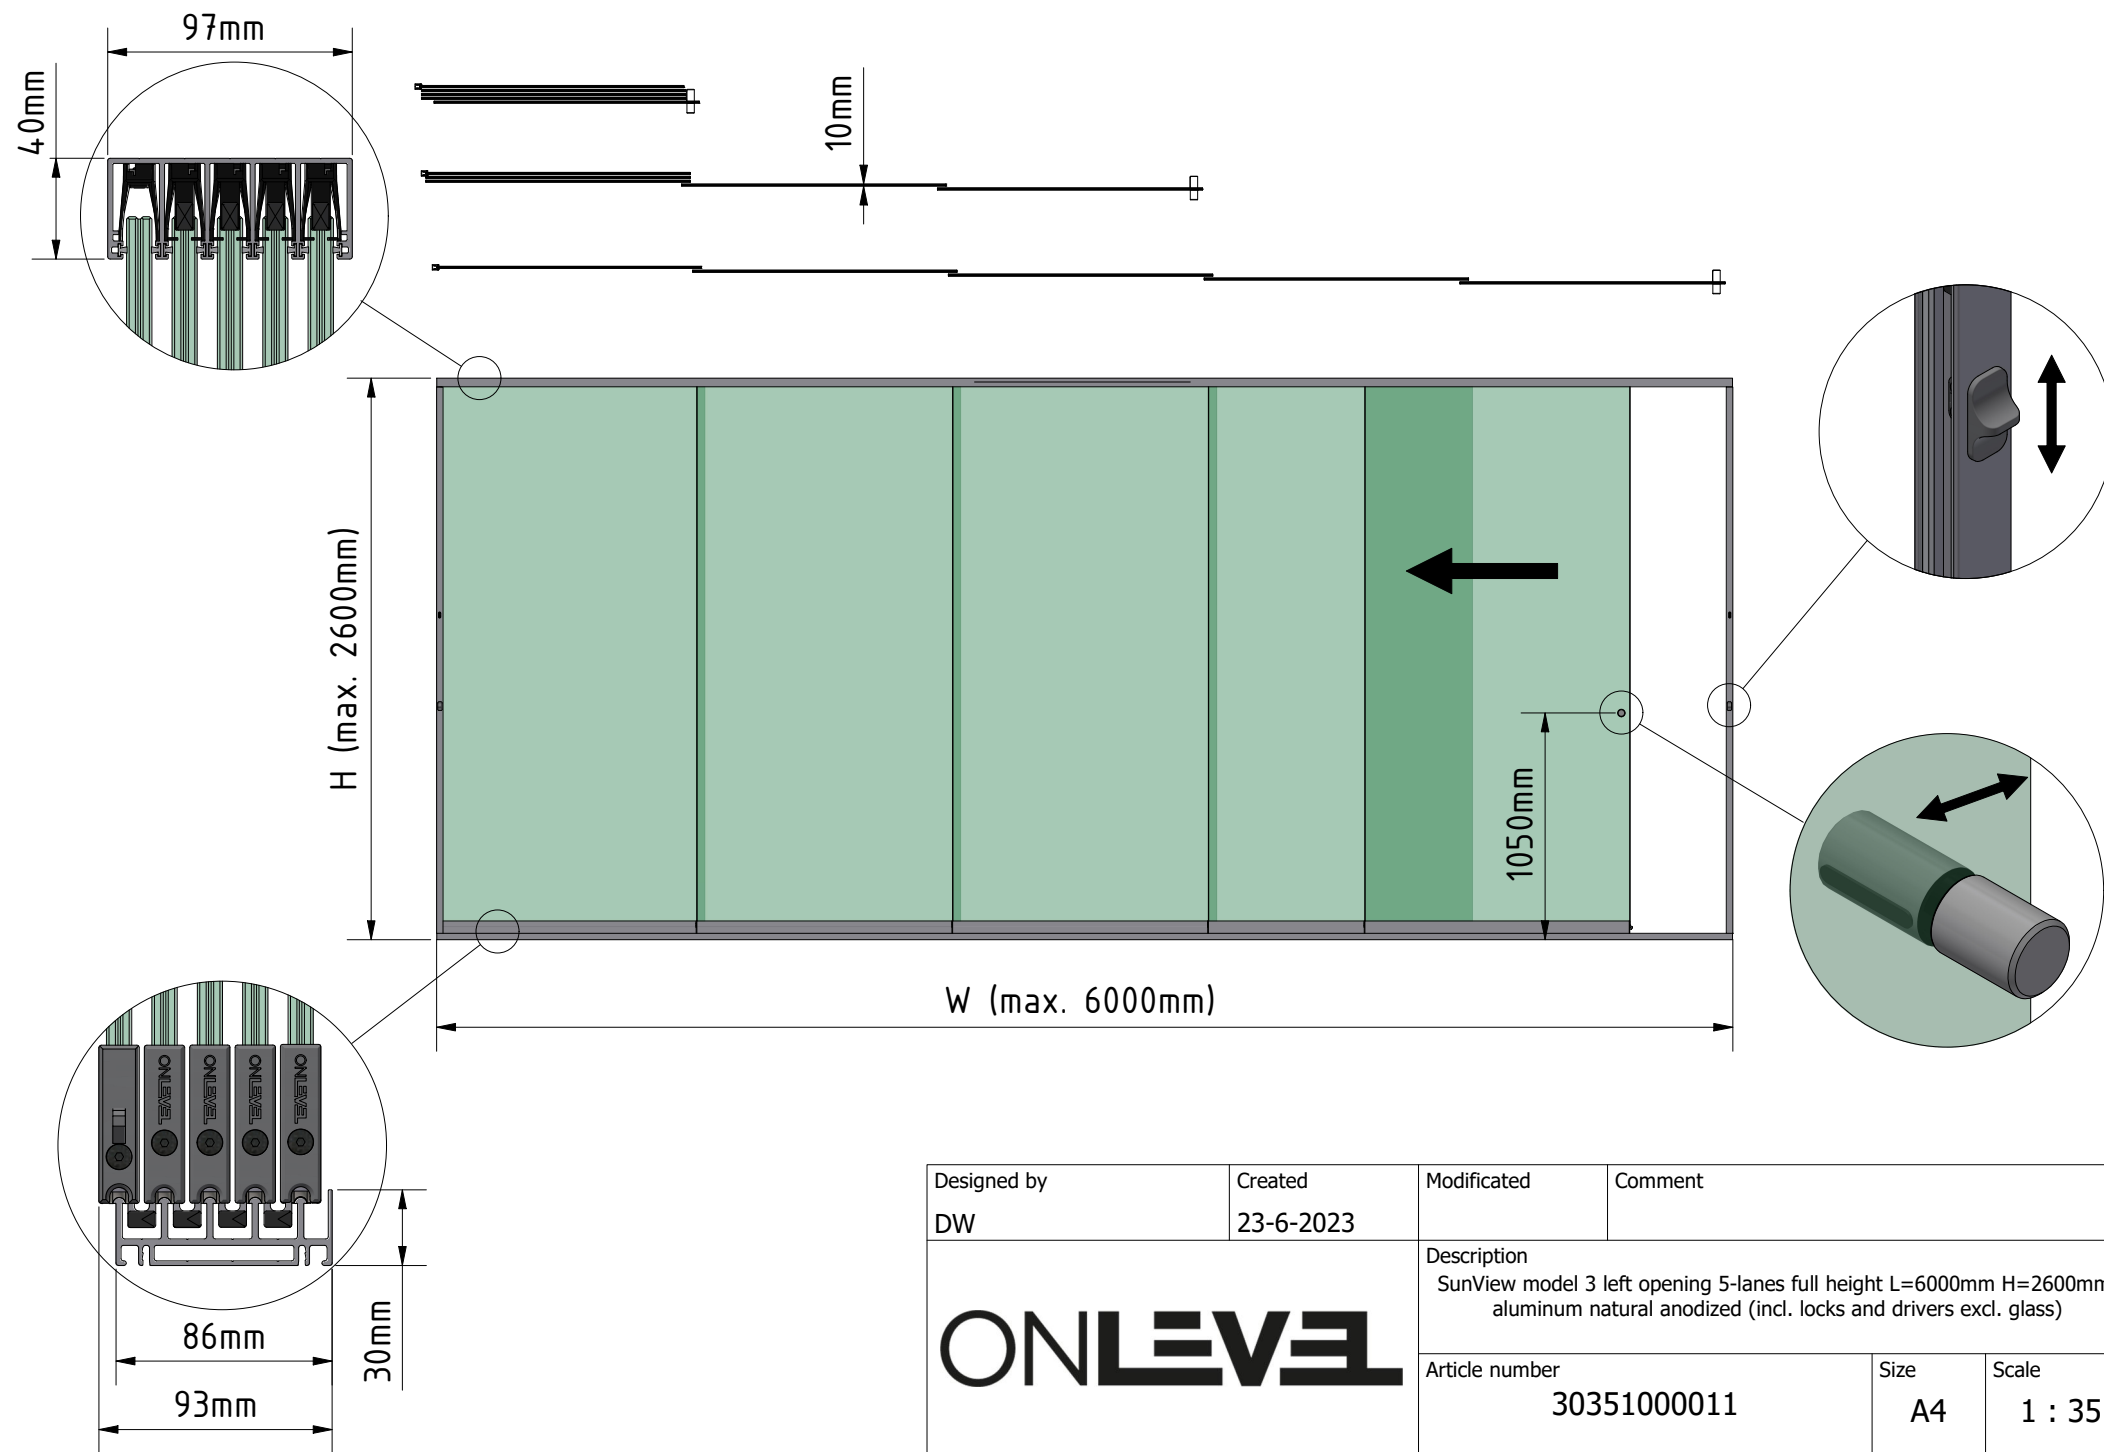 97mm
40mm
10mm
H (max. 2600mm)
1050mm
W (max. 6000mm)
ONLEVEL ONLEVEL ONLEVEL ONLEVEL
30mm
86mm
93mm
Designed by
DW
Created
23-6-2023
Modificated
Comment
Description
SunView model 3 left opening 5-lanes full height L=6000mm H=2600mm
aluminum natural anodized (incl. locks and drivers excl. glass)
ONLEVEL
Article number
30351000011
Size
A4
Scale
1 : 35